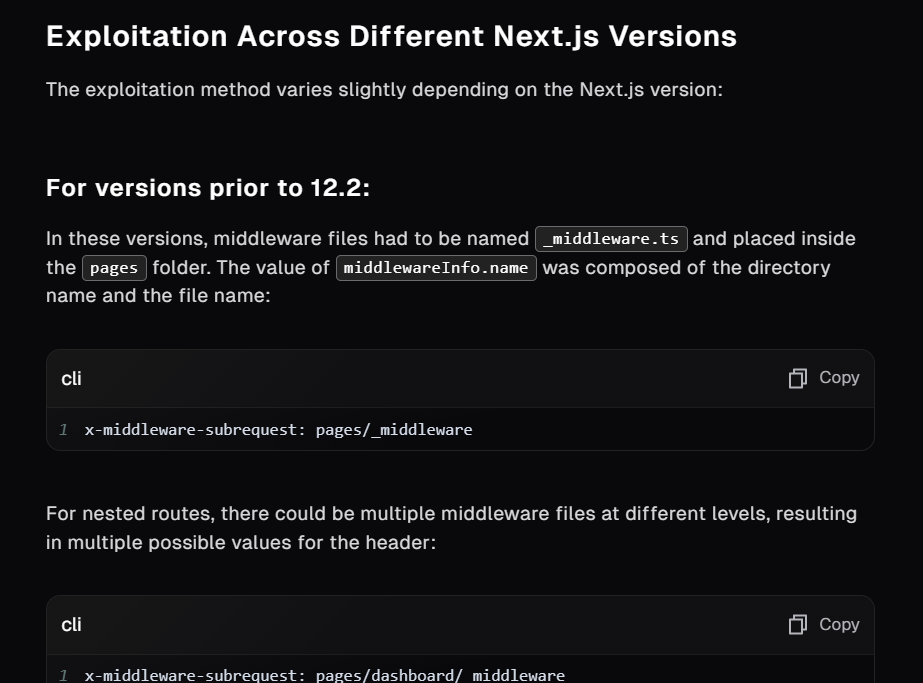 Exploitation Across Different Next.js Versions
The exploitation method varies slightly depending on the Next.js version:
For versions prior to 12.2:
In these versions, middleware files had to be named _middleware.ts and placed inside
the pages folder. The value of middlewareInfo.name was composed of the directory
name and the file name:
cli
Copy
1 x-middleware-subrequest: pages/_middleware
For nested routes, there could be multiple middleware files at different levels, resulting
in multiple possible values for the header:
cli
Copy
1 x-middleware-subrequest: pages/dashboard/_middleware